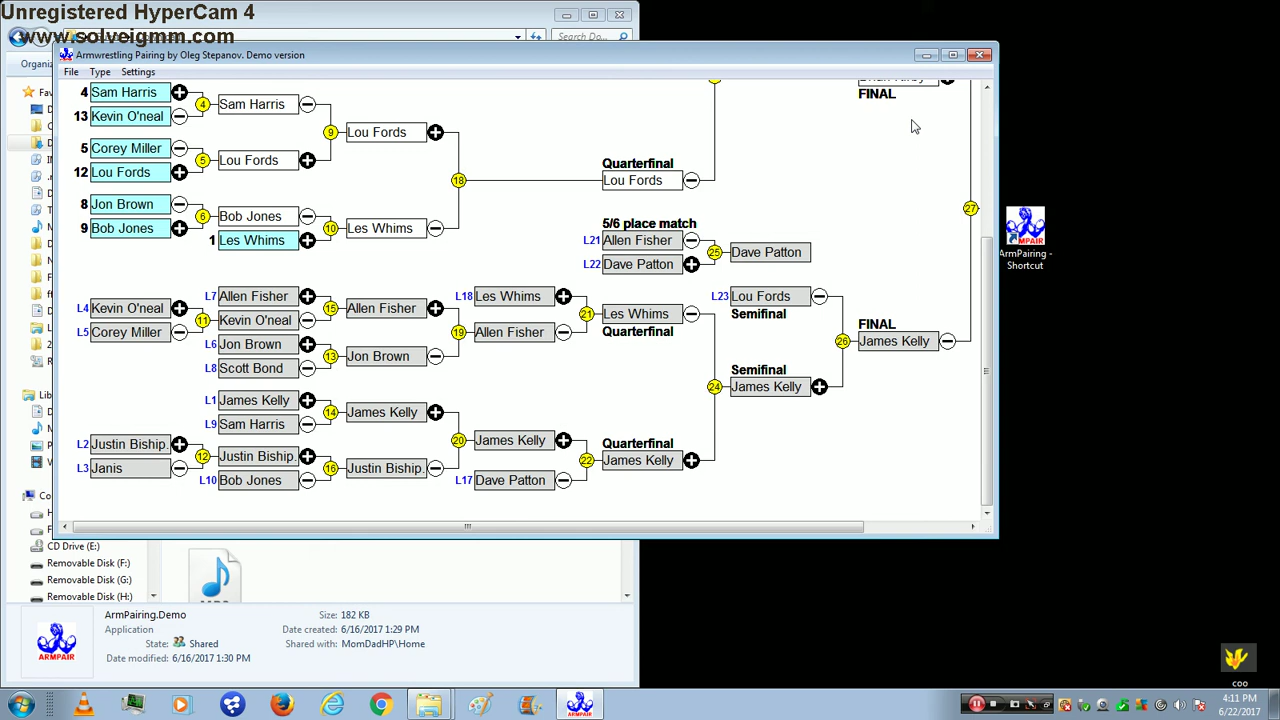 Unregistered HyperCam 4
www.solveigmm.com
Search Do...
Organiz
Armwrestling Pairing by Oleg Stepanov. Demo version
File Type Settings
4 Sam Harris
13 Kevin O'neal
4
Sam Harris
5 Corey Miller
12 Lou Fords
5
Lou Fords
9
Lou Fords
8 Jon Brown
9 Bob Jones
6
Bob Jones
1 Les Whims
10
Les Whims
18
Quarterfinal
Lou Fords
FINAL
27
5/6 place match
L21 Allen Fisher
L22 Dave Patton
25
Dave Patton
L4 Kevin O'neal
L5 Corey Miller
11
L7 Allen Fisher
Kevin O'neal
15
Allen Fisher
L6 Jon Brown
L8 Scott Bond
13
Jon Brown
19
L18 Les Whims
Allen Fisher
21
Les Whims
Quarterfinal
L23 Lou Fords
Semifinal
FINAL
26
James Kelly
L1 James Kelly
L9 Sam Harris
14
James Kelly
Semifinal
24
James Kelly
L2 Justin Biship.
L3 Janis
12
Justin Biship.
L10 Bob Jones
16
Justin Biship.
20
James Kelly
L17 Dave Patton
22
Quarterfinal
James Kelly
ArmPairing -
Shortcut
Fav
Lib
Co
CD Drive (E:)
Removable Disk (F:)
Removable Disk (G:)
Removable Disk (H:)
ArmPairing.Demo
Application
State: Shared
Date modified: 6/16/2017 1:30 PM
Size: 182 KB
Date created: 6/16/2017 1:29 PM
Shared with: MomDadHP\Home
ARMPAIR
coo
4:11 PM
6/22/2017